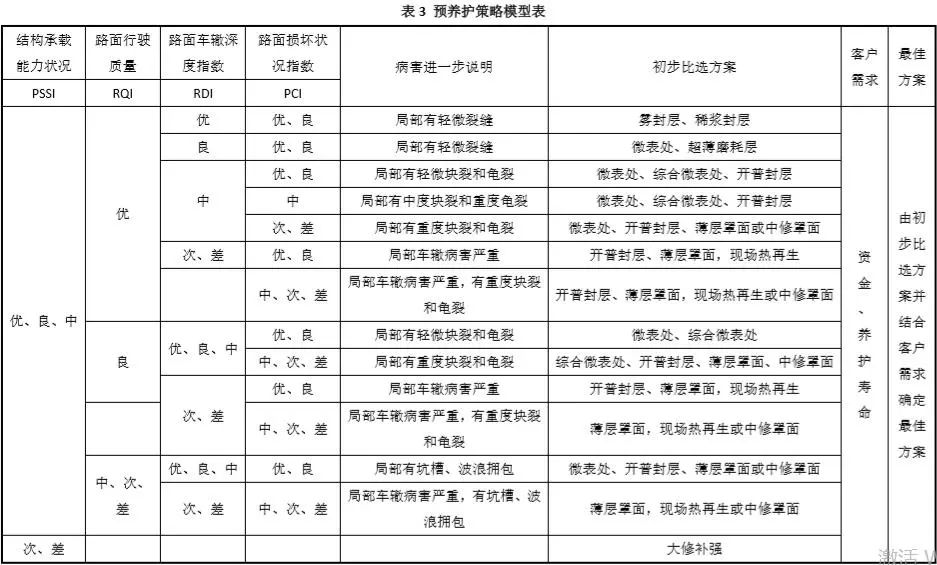 表 3 预养护策略模型表
结构承载能力状况 路面行驶质量 路面车辙深度指数 路面损坏状况指数 病害进一步说明 初步比选方案 客户需求 最佳方案
PSSI RQI RDI PCI
优、良、中 优 优 优、良 局部有轻微裂缝 雾封层、稀浆封层 资金、养护寿命 由初步比选方案并结合客户需求确定最佳方案
良 优、良 局部有轻微裂缝 微表处、超薄磨耗层
中 优、良 局部有轻微块裂和龟裂 微表处、综合微表处、开普封层
中 局部有中度块裂和重度龟裂 微表处、综合微表处、开普封层
次、差 局部有重度块裂和龟裂 微表处、开普封层、薄层罩面或中修罩面
次、差 优、良 局部车辙病害严重 开普封层、薄层罩面，现场热再生
中、次、差 局部车辙病害严重，有重度块裂和龟裂 开普封层、薄层罩面，现场热再生或中修罩面
良 优、良、中 优、良 局部有轻微块裂和龟裂 微表处、综合微表处
中、次、差 局部有重度块裂和龟裂 综合微表处、开普封层、薄层罩面、中修罩面
次、差 优、良 局部车辙病害严重 开普封层、薄层罩面，现场热再生
中、次、差 局部车辙病害严重，有重度块裂和龟裂 薄层罩面，现场热再生或中修罩面
中、次、差 优、良、中 优、良 局部有坑槽、波浪拥包 微表处、开普封层、薄层罩面或中修罩面
次、差 中、次、差 局部车辙病害严重，有坑槽、波浪拥包 薄层罩面，现场热再生或中修罩面
次、差 大修补强
激活